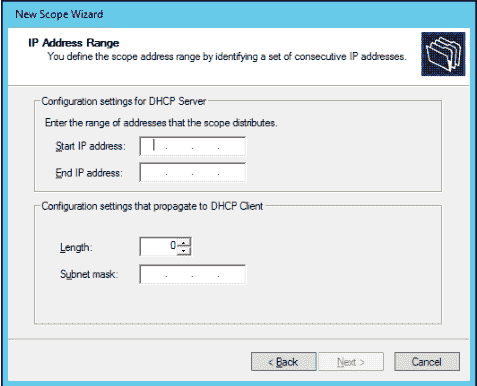 New Scope Wizard
IP Address Range
You define the scope address range by identifying a set of consecutive IP addresses.
Configuration settings for DHCP Server
Enter the range of addresses that the scope distributes.
Start IP address: . . .
End IP address: . . .
Configuration settings that propagate to DHCP Client
Length: 0
Subnet mask: . . .
< Back Next > Cancel